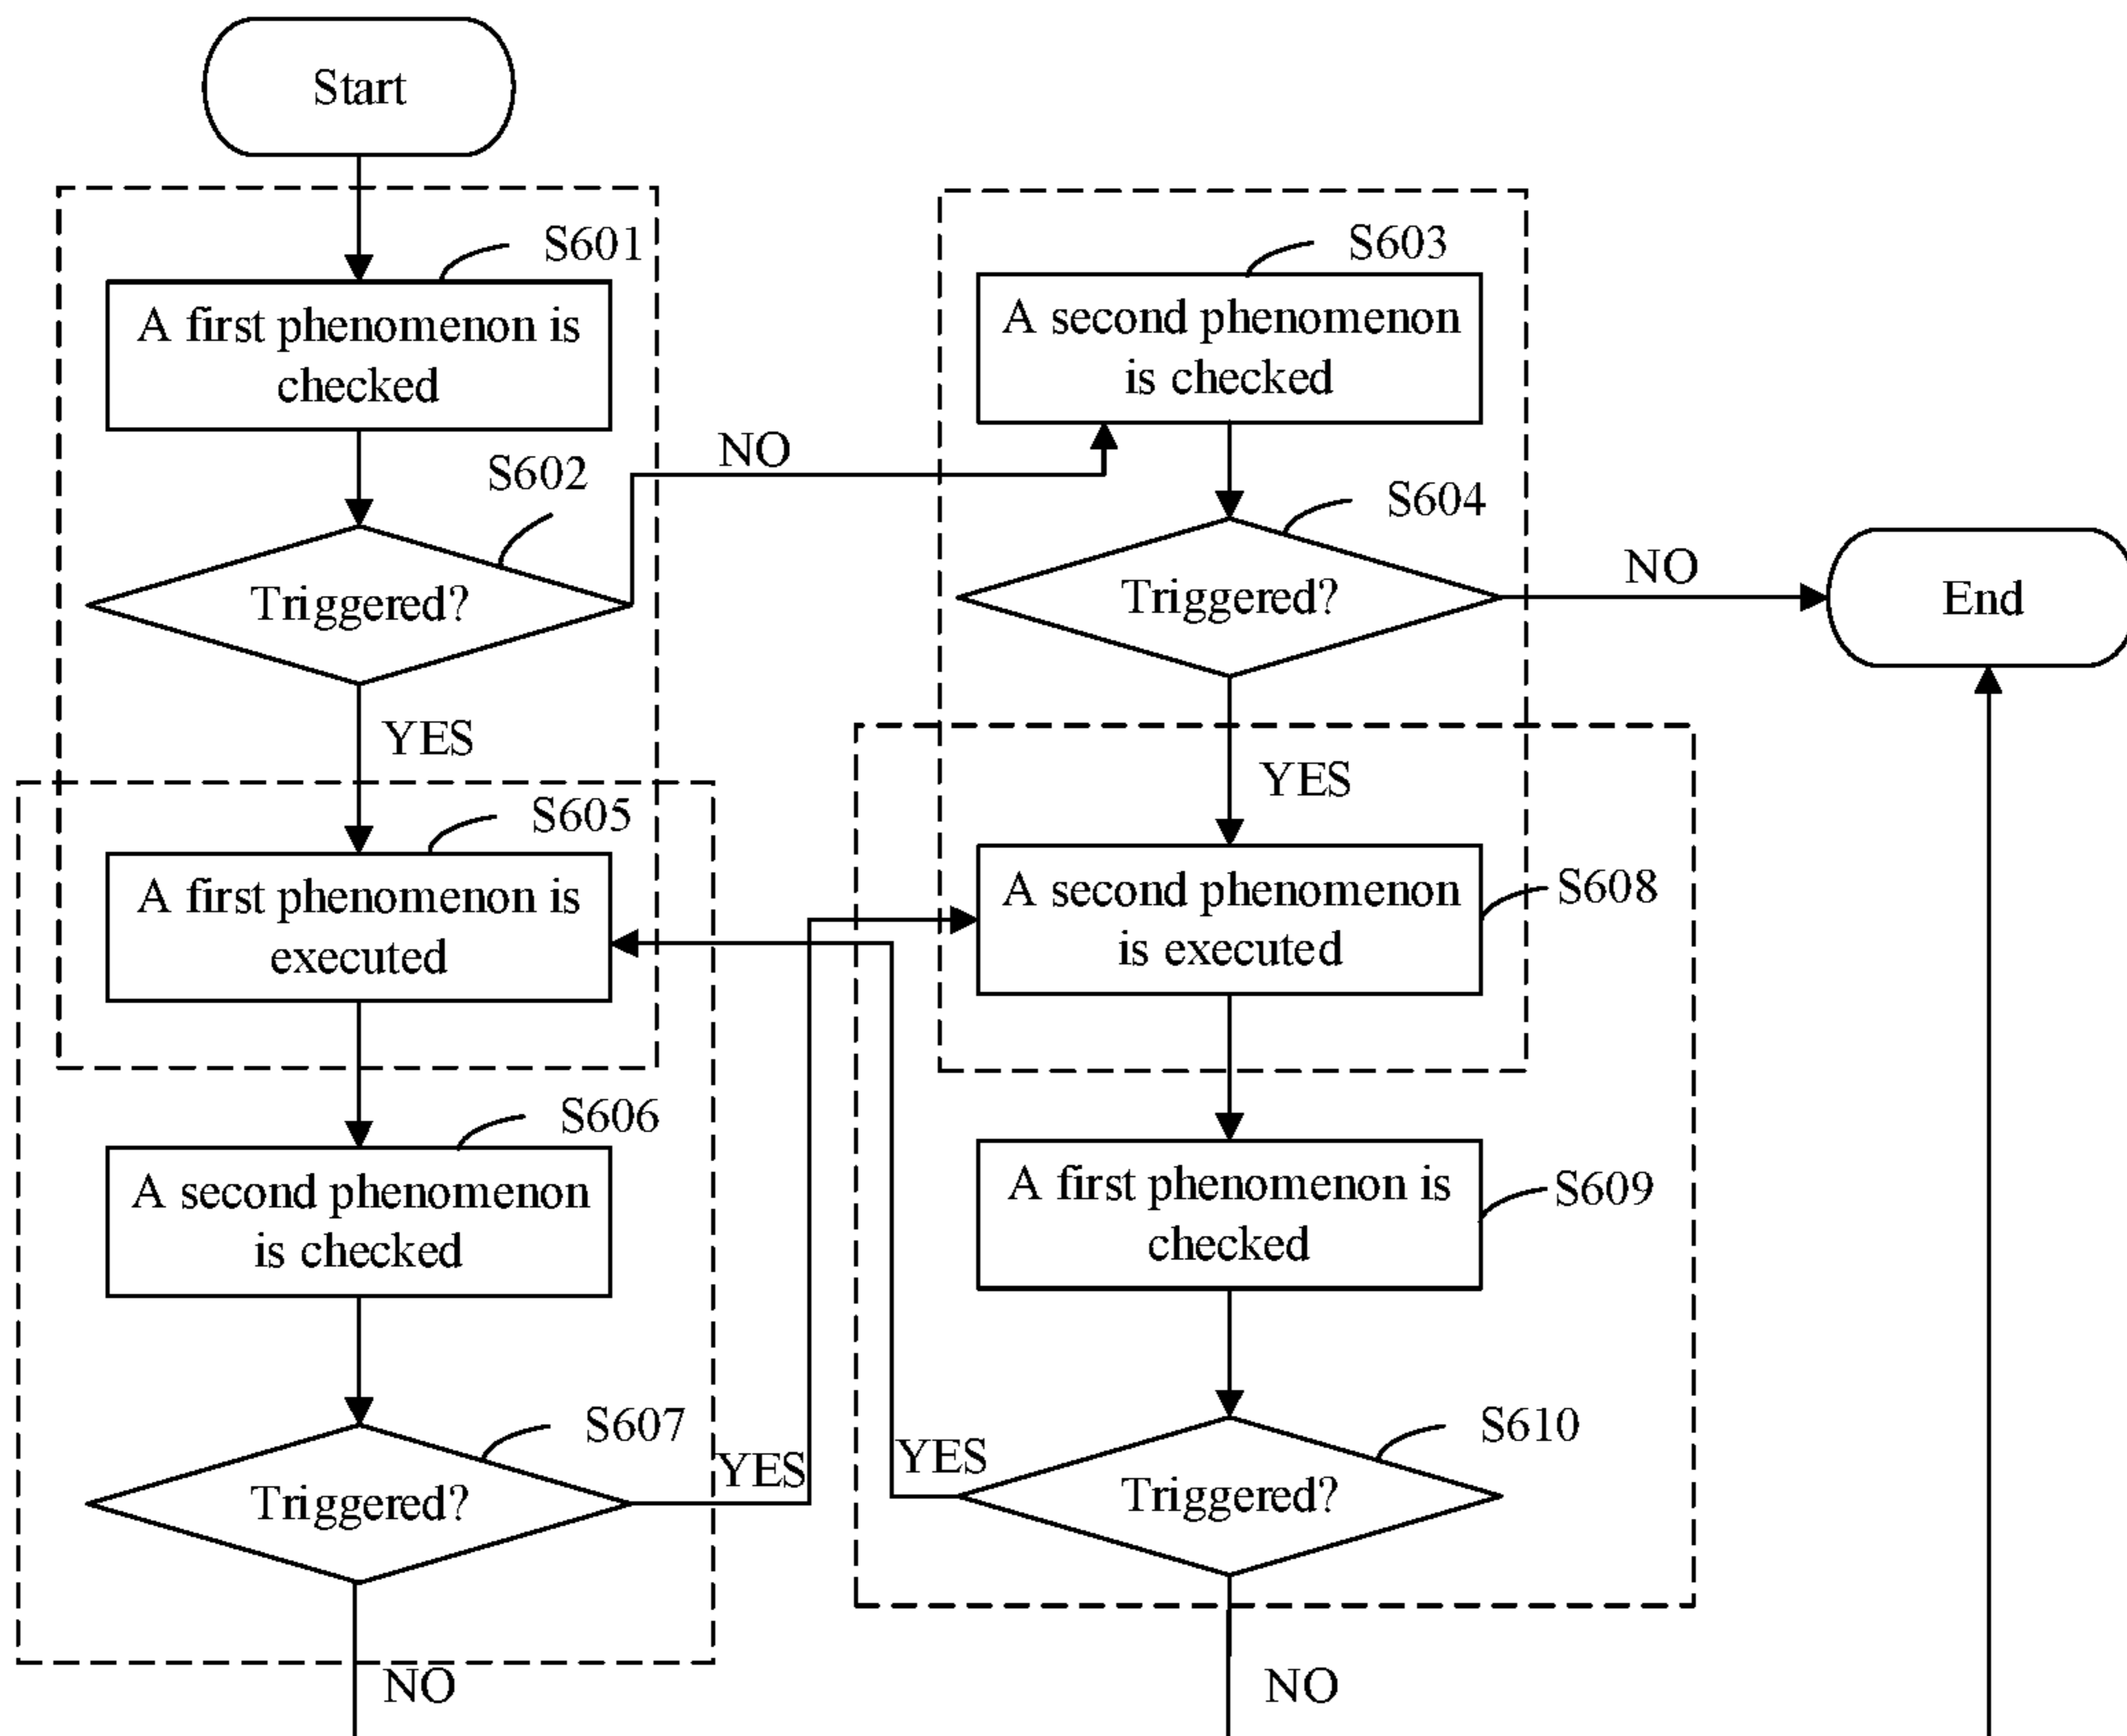 Start
S601
A first phenomenon is
checked
S602
Triggered?
NO
YES
S603
A second phenomenon
is checked
S604
Triggered?
NO
End
YES
S605
A first phenomenon is
executed
S606
A second phenomenon
is checked
S607
Triggered?
YES
NO
S608
A second phenomenon
is executed
S609
A first phenomenon is
checked
S610
Triggered?
YES
NO